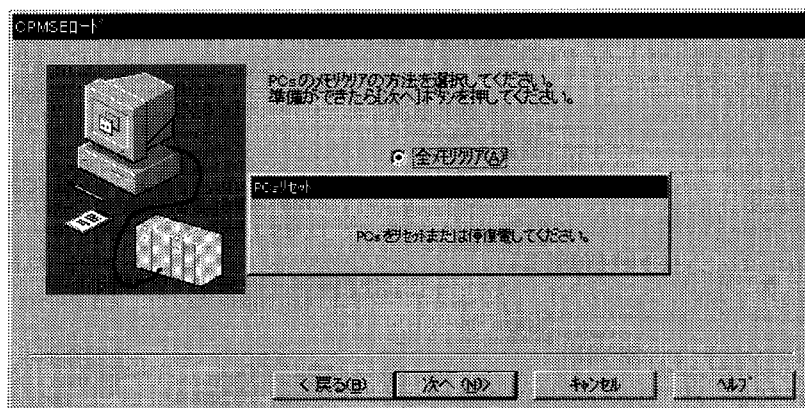 CPMSEロード
PCsのメモリクリアの方法を選択してください。
準備ができたら[次へ]ボタンを押してください。
全メモリクリア(A)
PCsリセット
PCsをリセットまたは停復電してください。
< 戻る(B)
次へ (N)>
キャンセル
ヘルプ